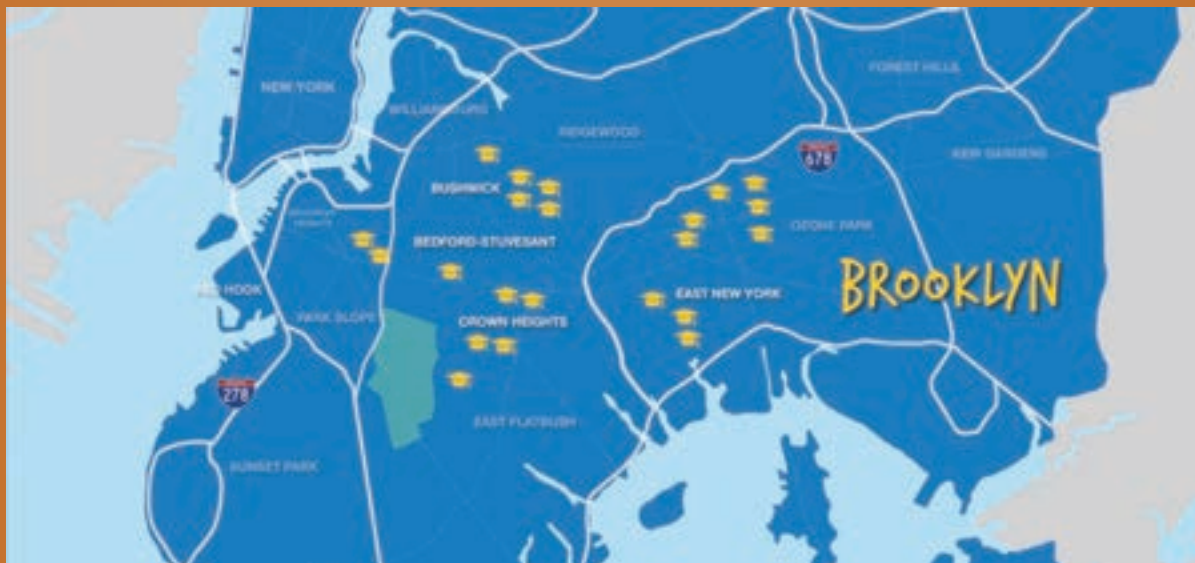 NEW YORK
WILLIAMSBURG
FOREST HILLS
RIDGEWOOD
KEW GARDENS
678
BUSHWICK
OZONE PARK
BEDFORD-STUVESANT
BROOKLYN
RED HOOK
EAST NEW YORK
PARK SLOPE
CROWN HEIGHTS
278
EAST FLATBUSH
SUNSET PARK